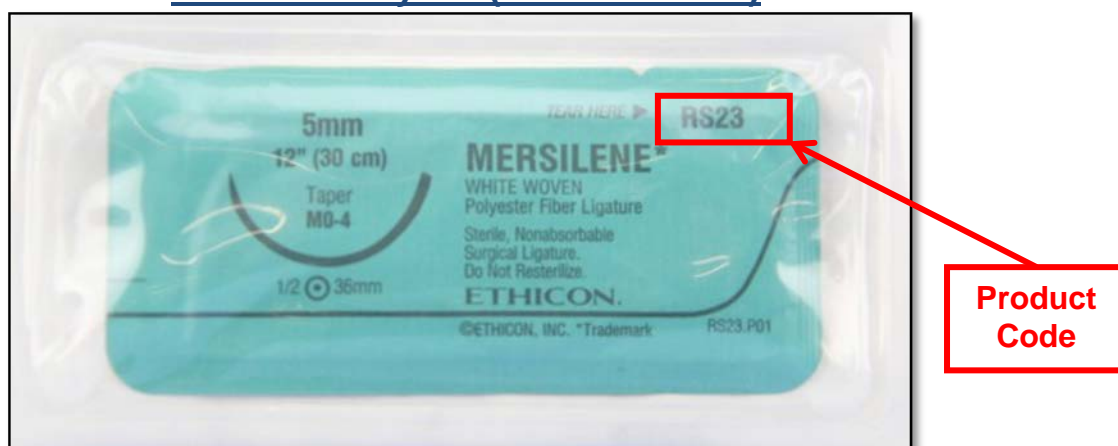 5mm
12" (30 cm)
Taper
MO-4
1/2 36mm
TEAR HERE ▶ RS23
MERSILENE*
WHITE WOVEN
Polyester Fiber Ligature
Sterile, Nonabsorbable
Surgical Ligature.
Do Not Resterilize.
ETHICON.
©ETHICON, INC. *Trademark RS23.P01
Product
Code